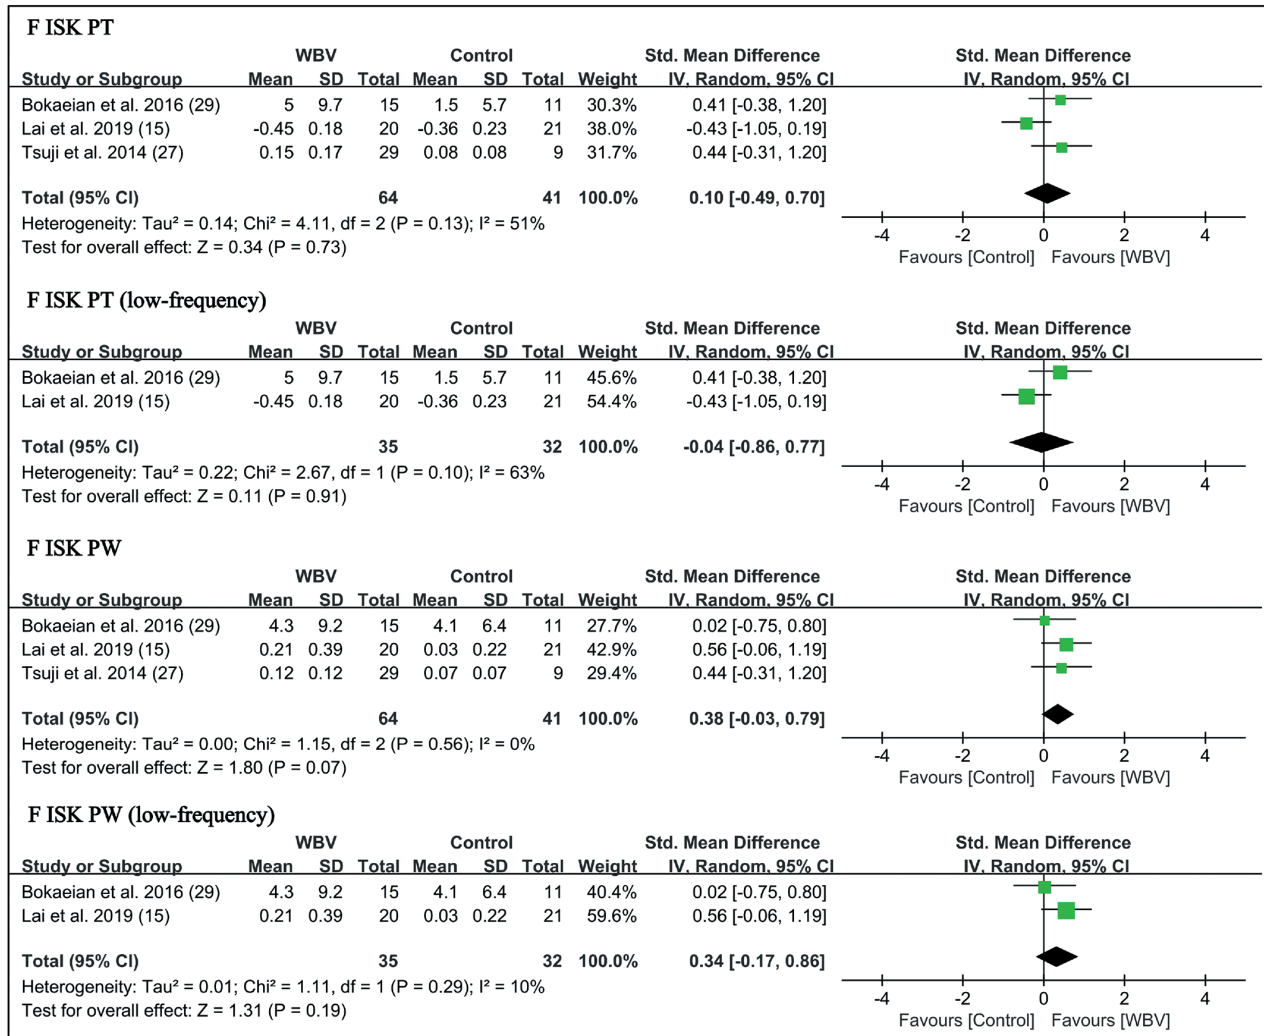 F ISK PT
WBV Control Std. Mean Difference Std. Mean Difference
Study or Subgroup Mean SD Total Mean SD Total Weight IV, Random, 95% CI IV, Random, 95% CI
Bokaeian et al. 2016 (29) 5 9.7 15 1.5 5.7 11 30.3% 0.41 [-0.38, 1.20]
Lai et al. 2019 (15) -0.45 0.18 20 -0.36 0.23 21 38.0% -0.43 [-1.05, 0.19]
Tsuji et al. 2014 (27) 0.15 0.17 29 0.08 0.08 9 31.7% 0.44 [-0.31, 1.20]
Total (95% CI) 64 41 100.0% 0.10 [-0.49, 0.70]
Heterogeneity: Tau² = 0.14; Chi² = 4.11, df = 2 (P = 0.13); I² = 51%
Test for overall effect: Z = 0.34 (P = 0.73)
-4 -2 0 2 4
Favours [Control] Favours [WBV]
F ISK PT (low-frequency)
WBV Control Std. Mean Difference Std. Mean Difference
Study or Subgroup Mean SD Total Mean SD Total Weight IV, Random, 95% CI IV, Random, 95% CI
Bokaeian et al. 2016 (29) 5 9.7 15 1.5 5.7 11 45.6% 0.41 [-0.38, 1.20]
Lai et al. 2019 (15) -0.45 0.18 20 -0.36 0.23 21 54.4% -0.43 [-1.05, 0.19]
Total (95% CI) 35 32 100.0% -0.04 [-0.86, 0.77]
Heterogeneity: Tau² = 0.22; Chi² = 2.67, df = 1 (P = 0.10); I² = 63%
Test for overall effect: Z = 0.11 (P = 0.91)
-4 -2 0 2 4
Favours [Control] Favours [WBV]
F ISK PW
WBV Control Std. Mean Difference Std. Mean Difference
Study or Subgroup Mean SD Total Mean SD Total Weight IV, Random, 95% CI IV, Random, 95% CI
Bokaeian et al. 2016 (29) 4.3 9.2 15 4.1 6.4 11 27.7% 0.02 [-0.75, 0.80]
Lai et al. 2019 (15) 0.21 0.39 20 0.03 0.22 21 42.9% 0.56 [-0.06, 1.19]
Tsuji et al. 2014 (27) 0.12 0.12 29 0.07 0.07 9 29.4% 0.44 [-0.31, 1.20]
Total (95% CI) 64 41 100.0% 0.38 [-0.03, 0.79]
Heterogeneity: Tau² = 0.00; Chi² = 1.15, df = 2 (P = 0.56); I² = 0%
Test for overall effect: Z = 1.80 (P = 0.07)
-4 -2 0 2 4
Favours [Control] Favours [WBV]
F ISK PW (low-frequency)
WBV Control Std. Mean Difference Std. Mean Difference
Study or Subgroup Mean SD Total Mean SD Total Weight IV, Random, 95% CI IV, Random, 95% CI
Bokaeian et al. 2016 (29) 4.3 9.2 15 4.1 6.4 11 40.4% 0.02 [-0.75, 0.80]
Lai et al. 2019 (15) 0.21 0.39 20 0.03 0.22 21 59.6% 0.56 [-0.06, 1.19]
Total (95% CI) 35 32 100.0% 0.34 [-0.17, 0.86]
Heterogeneity: Tau² = 0.01; Chi² = 1.11, df = 1 (P = 0.29); I² = 10%
Test for overall effect: Z = 1.31 (P = 0.19)
-4 -2 0 2 4
Favours [Control] Favours [WBV]